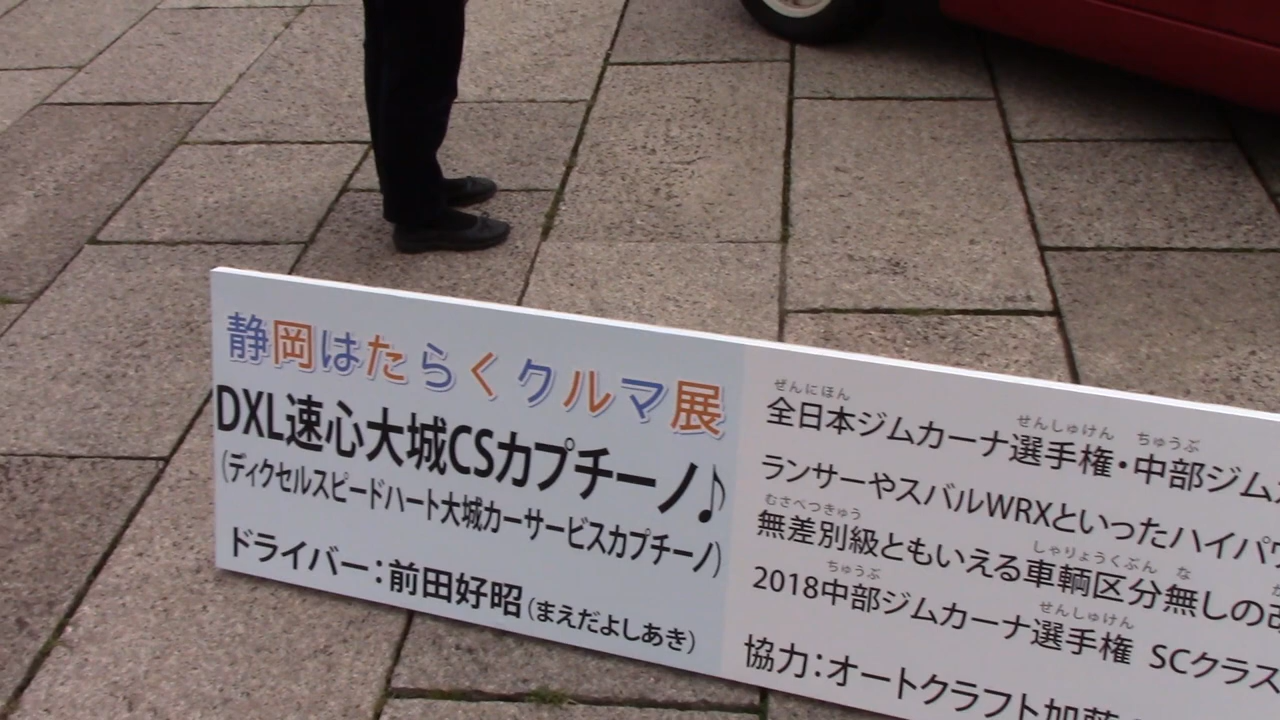 静岡はたらくクルマ展
DXL速心大城CSカプチーノ♪
(ディクセルスピードハート大城カーサービスカプチーノ)
ドライバー:前田好昭(まえだよしあき)
ぜんにほん せんしゅけん ちゅうぶ
全日本ジムカーナ選手権・中部ジム
ランサーやスバルWRXといったハイパワ
むさべつきゅう しゃりょうくぶん な
無差別級ともいえる車輌区分無しの改
ちゅうぶ せんしゅけん
2018中部ジムカーナ選手権 SCクラス
協力:オートクラフト加藤